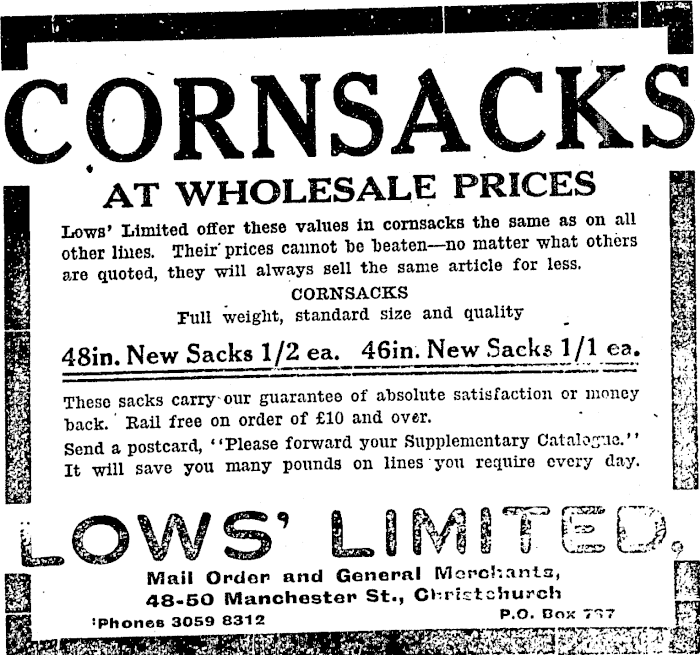 CORNSACKS
AT WHOLESALE PRICES
Lows' Limited offer these values in cornsacks the same as on all
other lines. Their prices cannot be beaten—no matter what others
are quoted, they will always sell the same article for less.
CORNSACKS
Full weight, standard size and quality
48in. New Sacks 1/2 ea. 46in. New Sacks 1/1 ea.
These sacks carry our guarantee of absolute satisfaction or money
back. Rail free on order of £10 and over.
Send a postcard, "Please forward your Supplementary Catalogue."
It will save you many pounds on lines you require every day.
LOWS' LIMITED,
Mail Order and General Merchants,
48-50 Manchester St., Christchurch
'Phones 3059 8312
P.O. Box